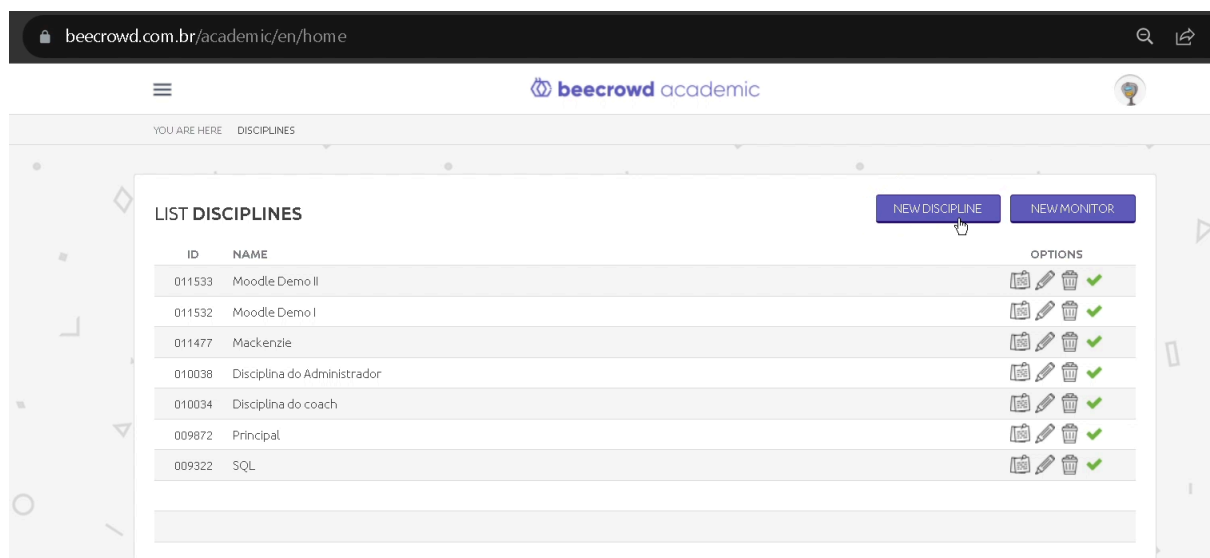 beecrowd.com.br/academic/en/home
beecrowd academic
YOU ARE HERE DISCIPLINES
LIST DISCIPLINES
NEW DISCIPLINE NEW MONITOR
ID NAME OPTIONS
011533 Moodle Demo II
011532 Moodle Demo I
011477 Mackenzie
010038 Disciplina do Administrador
010034 Disciplina do coach
009872 Principal
009322 SQL